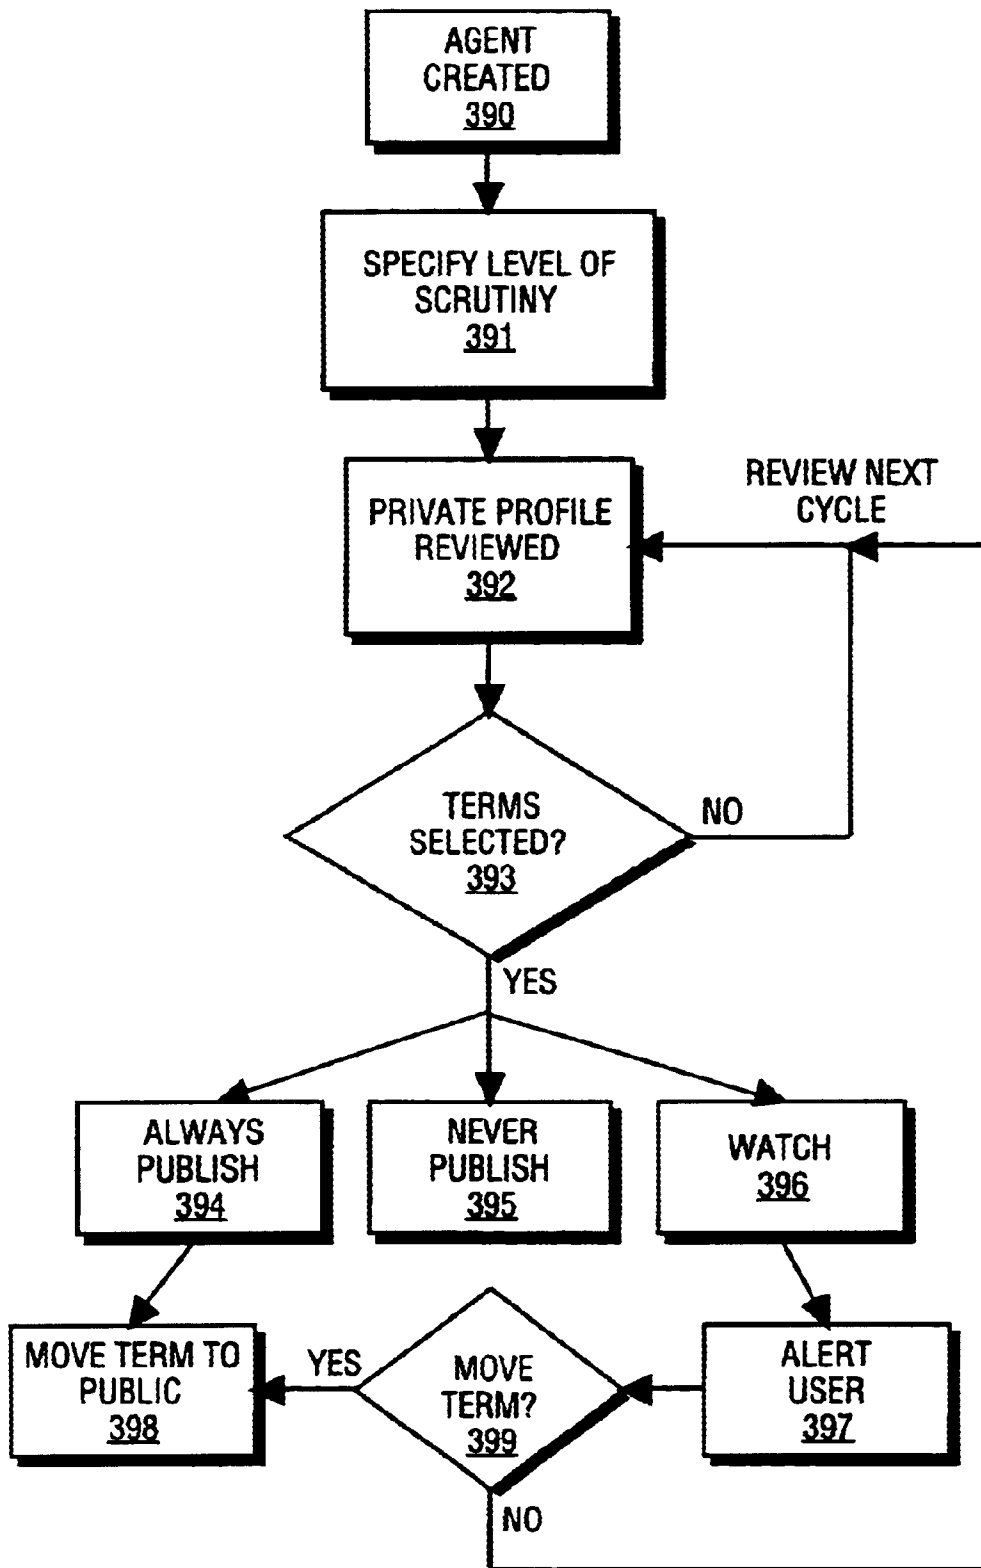 AGENT
CREATED
390
SPECIFY LEVEL OF
SCRUTINY
391
REVIEW NEXT
CYCLE
PRIVATE PROFILE
REVIEWED
392
TERMS
SELECTED?
393
NO
YES
ALWAYS
PUBLISH
394
NEVER
PUBLISH
395
WATCH
396
MOVE TERM TO
PUBLIC
398
YES
MOVE
TERM?
399
ALERT
USER
397
NO